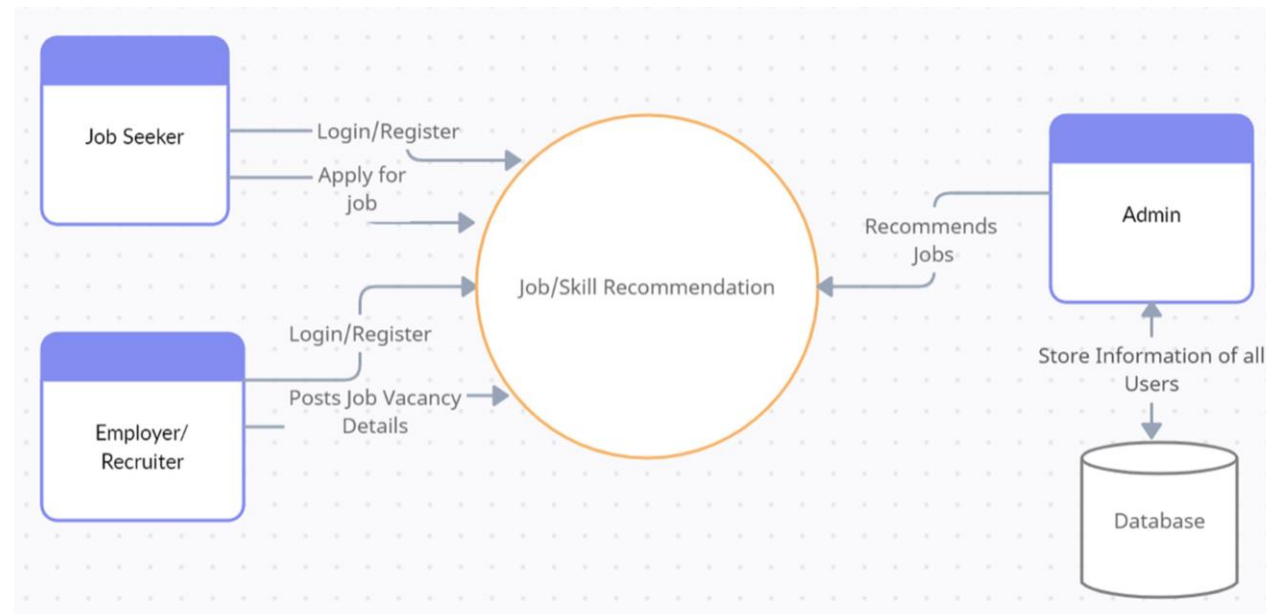 Job Seeker
Login/Register
Apply for
job
Login/Register
Posts Job Vacancy
Details
Employer/
Recruiter
Job/Skill Recommendation
Recommends
Jobs
Admin
Store Information of all
Users
Database